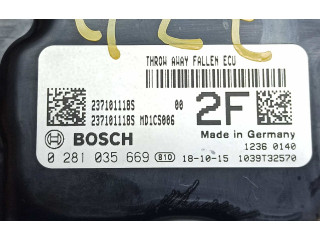 THROW AWAY FALLEN ECU
237101118S 00
237101118S MD1CS006
2F
BOSCH
Made in Germany
1236 0140
0 281 035 669 B10 18-10-15 1039T32570